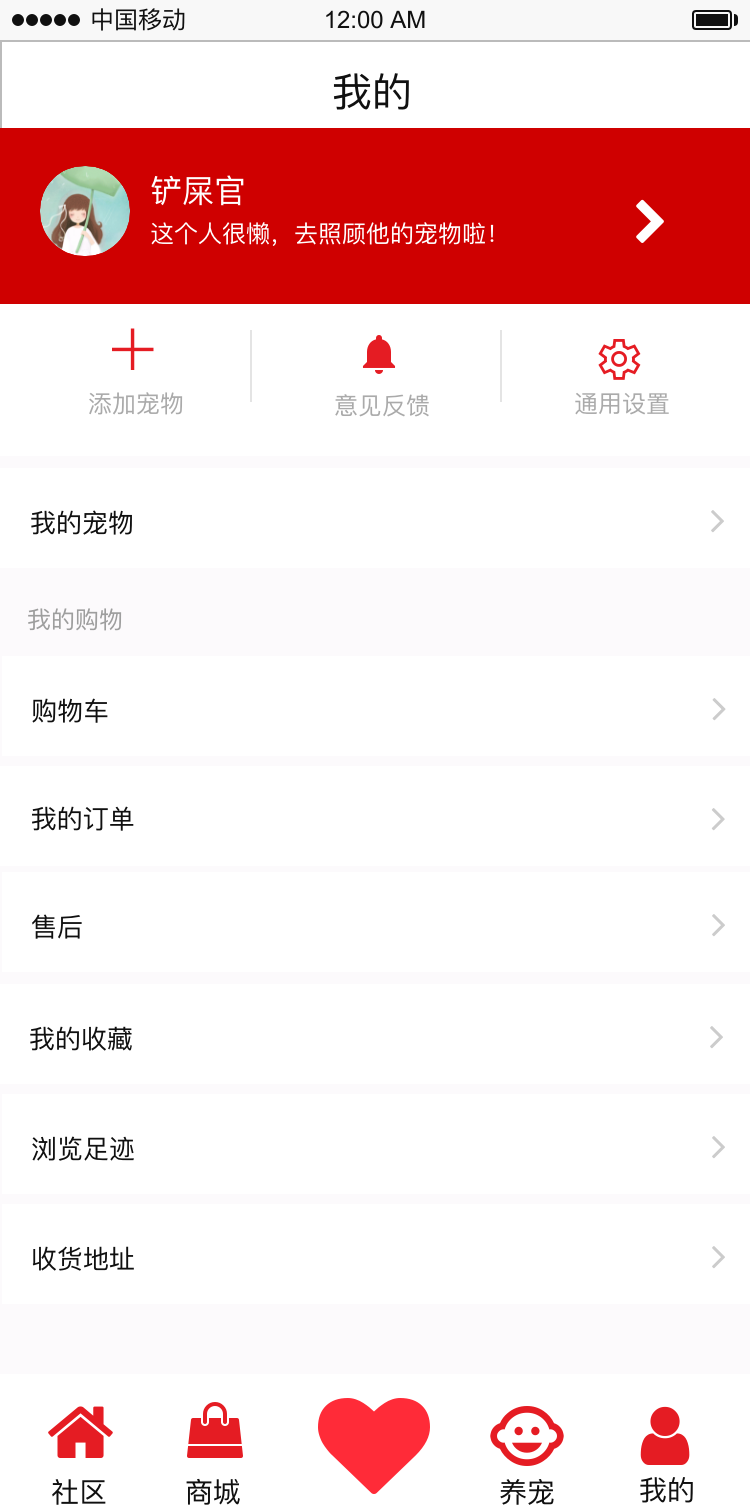 中国移动 12:00 AM
我的
铲屎官
这个人很懒，去照顾他的宠物啦！
添加宠物 意见反馈 通用设置
我的宠物
我的购物
购物车
我的订单
售后
我的收藏
浏览足迹
收货地址
社区 商城 养宠 我的